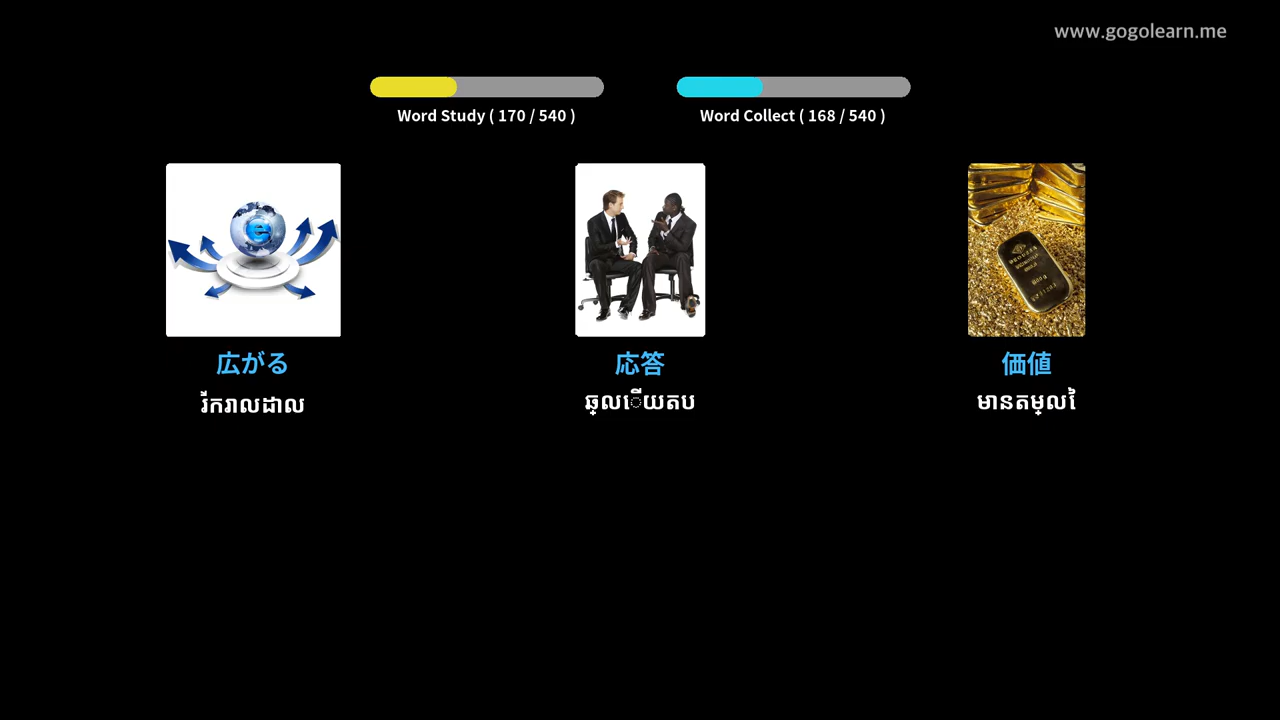 www.gogolearn.me
Word Study ( 170 / 540 )
Word Collect ( 168 / 540 )
広がる
応答
価値
រីករាលដាល
ឆ្លើយតប
មានតម្លៃ